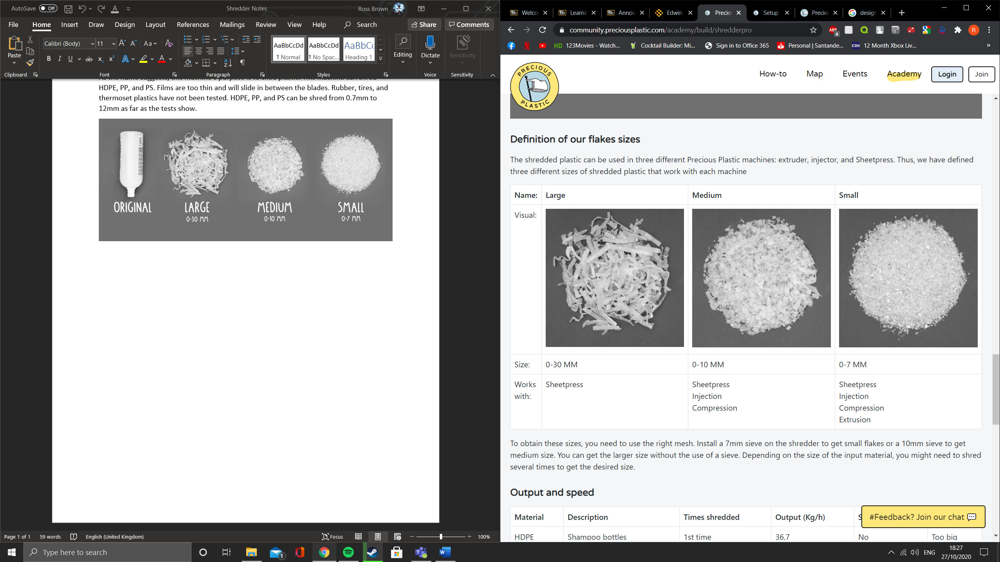 AutoSave Off
Shredder Notes
Ross Brown
File Home Insert Draw Design Layout References Mailings Review View Help Search Share Comments
Paste
Calibri (Body) 11
AaBbCcDd AaBbCcDd AaBbCc
¶ Normal ¶ No Spac... Heading 1
Editing
Dictate
Sensitivity
Clipboard Font Paragraph Styles Voice Sensitivity
As the name suggests, this machine's purpose is to shed plastic. This machine can shred
HDPE, PP, and PS. Films are too thin and will slide in between the blades. Rubber, tires, and
thermoset plastics have not been tested. HDPE, PP, and PS can be shred from 0.7mm to
12mm as far as the tests show.
ORIGINAL LARGE MEDIUM SMALL
0-30 MM 0-10 MM 0-7 MM
Page 1 of 1 59 words English (United Kingdom) Focus 100%
Welco Learni Annou Edwin Precio Setup Precio design
community.preciousplastic.com/academy/build/shredderpro
ABP 4 R
123Movies - Watch... Cocktail Builder: Mi... Sign in to Office 365 Personal | Santande... CDK 12 Month Xbox Liv... »
PRECIOUS PLASTIC
How-to Map Events Academy Login Join
Definition of our flakes sizes
The shredded plastic can be used in three different Precious Plastic machines: extruder, injector, and Sheetpress. Thus, we have defined
three different sizes of shredded plastic that work with each machine
Name: Large Medium Small
Visual:
Size: 0-30 MM 0-10 MM 0-7 MM
Works with: Sheetpress Sheetpress Sheetpress
Injection Injection
Compression Compression
Extrusion
To obtain these sizes, you need to use the right mesh. Install a 7mm sieve on the shredder to get small flakes or a 10mm sieve to get
medium size. You can get the larger size without the use of a sieve. Depending on the size of the input material, you might need to shred
several times to get the desired size.
Output and speed
Material Description Times shredded Output (Kg/h) S
#Feedback? Join our chat
HDPE Shampoo bottles 1st time 36,7 No Too big
Type here to search
1
ENG
18:27
27/10/2020